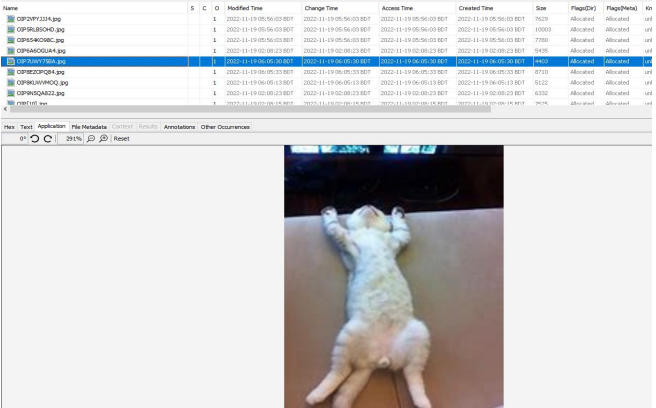 Name S C O Modified Time Change Time Access Time Created Time Size Flags(Dir) Flags(Meta) Kn
OIP2VPYJJJ4.jpg 1 2022-11-19 05:56:03 BDT 2022-11-19 05:56:03 BDT 2022-11-19 05:56:03 BDT 2022-11-19 05:56:03 BDT 7629 Allocated Allocated unl
OIP5RLBSOHD.jpg 1 2022-11-19 05:56:03 BDT 2022-11-19 05:56:03 BDT 2022-11-19 05:56:03 BDT 2022-11-19 05:56:03 BDT 10003 Allocated Allocated unl
OIP654KO98C.jpg 1 2022-11-19 05:56:03 BDT 2022-11-19 05:56:03 BDT 2022-11-19 05:56:03 BDT 2022-11-19 05:56:03 BDT 7780 Allocated Allocated unl
OIP6A6OGUA4.jpg 1 2022-11-19 02:08:23 BDT 2022-11-19 02:08:23 BDT 2022-11-19 02:08:23 BDT 2022-11-19 02:08:23 BDT 5435 Allocated Allocated unl
OIP7UWY75BA.jpg 1 2022-11-19 06:05:30 BDT 2022-11-19 06:05:30 BDT 2022-11-19 06:05:30 BDT 2022-11-19 06:05:30 BDT 4403 Allocated Allocated unl
OIP8EZOPQ84.jpg 1 2022-11-19 06:05:33 BDT 2022-11-19 06:05:33 BDT 2022-11-19 06:05:33 BDT 2022-11-19 06:05:33 BDT 8710 Allocated Allocated unl
OIP8KUWVMOQ.jpg 1 2022-11-19 06:05:13 BDT 2022-11-19 06:05:13 BDT 2022-11-19 06:05:13 BDT 2022-11-19 06:05:13 BDT 5122 Allocated Allocated unl
OIP9NSQA822.jpg 1 2022-11-19 02:08:23 BDT 2022-11-19 02:08:23 BDT 2022-11-19 02:08:23 BDT 2022-11-19 02:08:23 BDT 6332 Allocated Allocated unl
1 2022-11-19 02:08:15 BDT 2022-11-19 02:08:15 BDT 2022-11-19 02:08:15 BDT 2022-11-19 02:08:15 BDT 7525 Allocated Allocated unl
Hex Text Application File Metadata Context Results Annotations Other Occurrences
0° 291% Reset